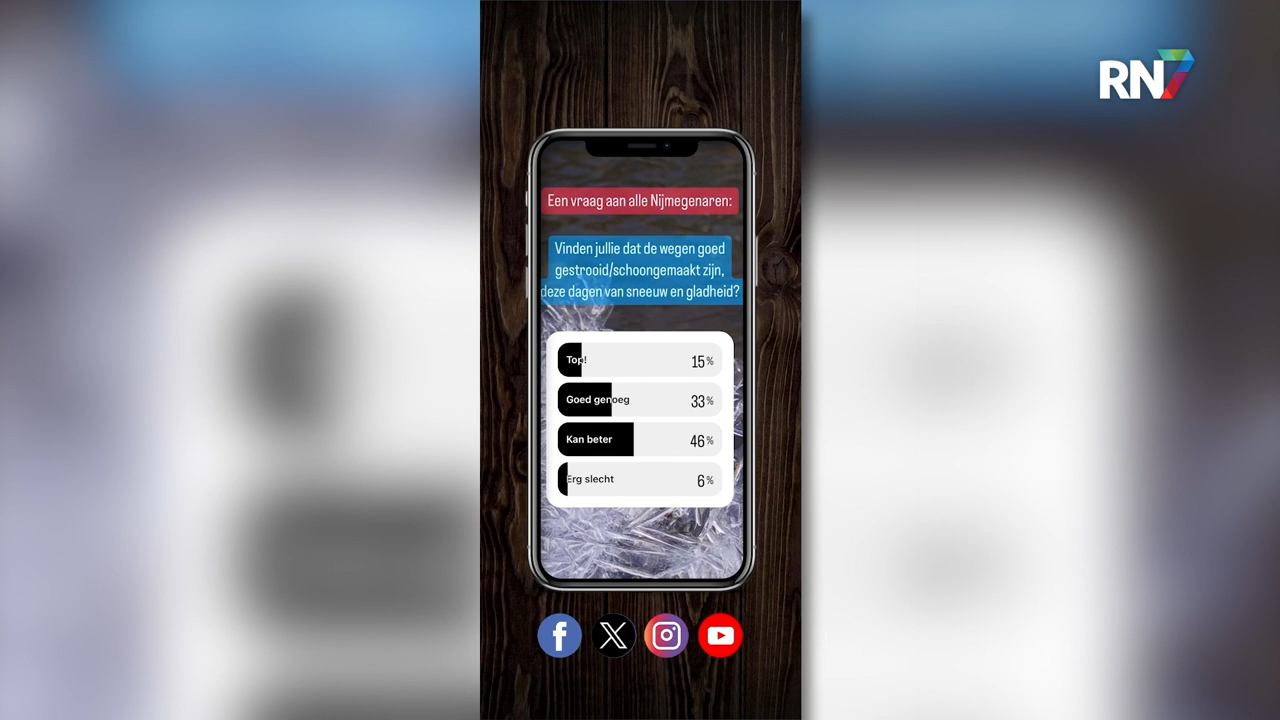 RN7
Een vraag aan alle Nijmegenaren:
Vinden jullie dat de wegen goed
gestrooid/schoongemaakt zijn,
deze dagen van sneeuw en gladheid?
Top! 15%
Goed genoeg 33%
Kan beter 46%
Erg slecht 6%